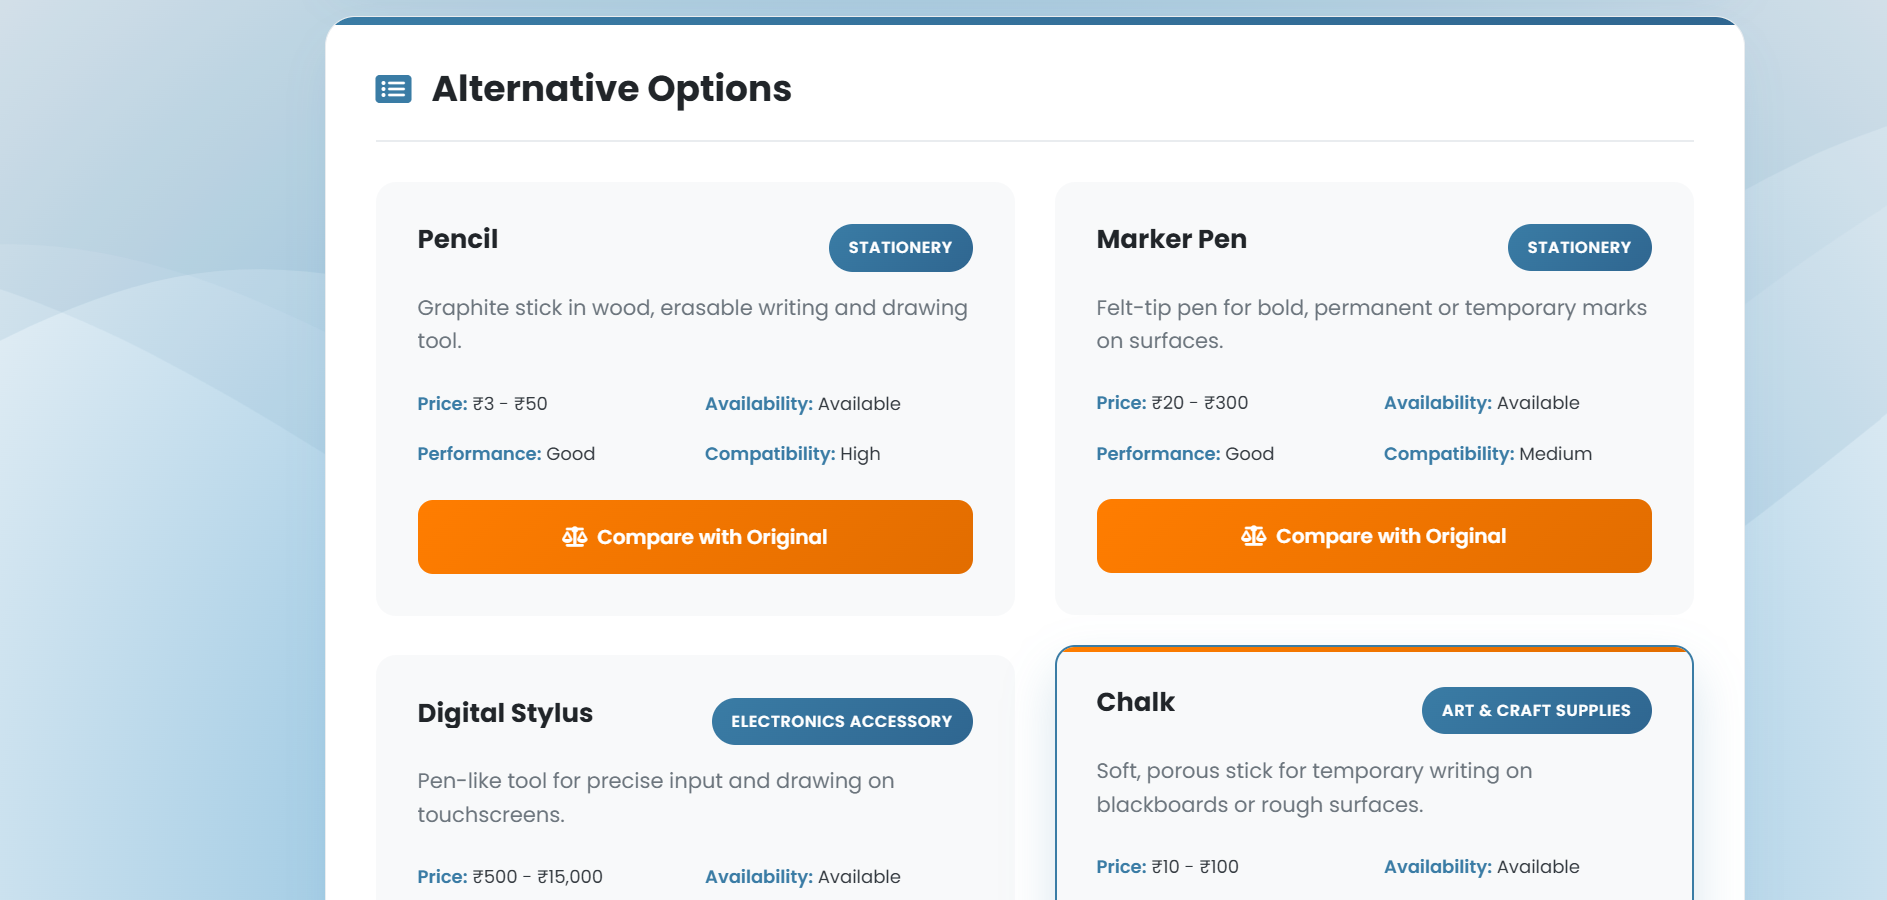 Alternative Options
Pencil
STATIONERY
Graphite stick in wood, erasable writing and drawing
tool.
Price: ₹3 - ₹50
Availability: Available
Performance: Good
Compatibility: High
Compare with Original
Marker Pen
STATIONERY
Felt-tip pen for bold, permanent or temporary marks
on surfaces.
Price: ₹20 - ₹300
Availability: Available
Performance: Good
Compatibility: Medium
Compare with Original
Digital Stylus
ELECTRONICS ACCESSORY
Pen-like tool for precise input and drawing on
touchscreens.
Price: ₹500 - ₹15,000
Availability: Available
Chalk
ART & CRAFT SUPPLIES
Soft, porous stick for temporary writing on
blackboards or rough surfaces.
Price: ₹10 - ₹100
Availability: Available